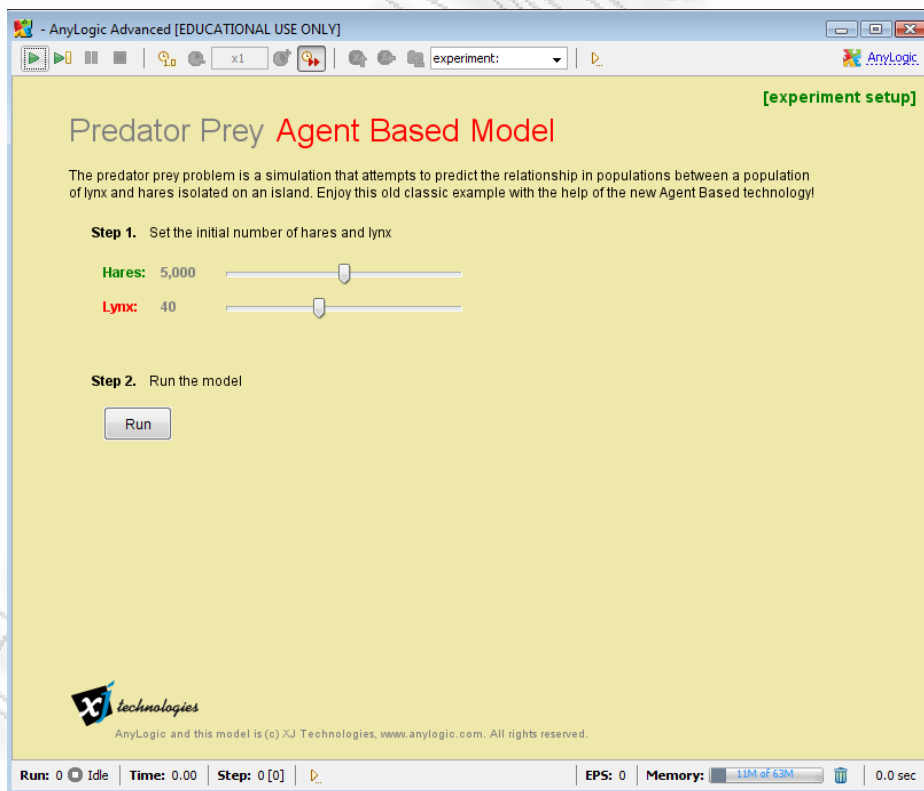 - AnyLogic Advanced [EDUCATIONAL USE ONLY]
x1 experiment: AnyLogic
[experiment setup]
Predator Prey Agent Based Model
The predator prey problem is a simulation that attempts to predict the relationship in populations between a population
of lynx and hares isolated on an island. Enjoy this old classic example with the help of the new Agent Based technology!
Step 1. Set the initial number of hares and lynx
Hares: 5,000
Lynx: 40
Step 2. Run the model
Run
xj technologies
AnyLogic and this model is (c) XJ Technologies, www.anylogic.com. All rights reserved.
Run: 0 Idle Time: 0.00 Step: 0 [0] EPS: 0 Memory: 11M of 63M 0.0 sec